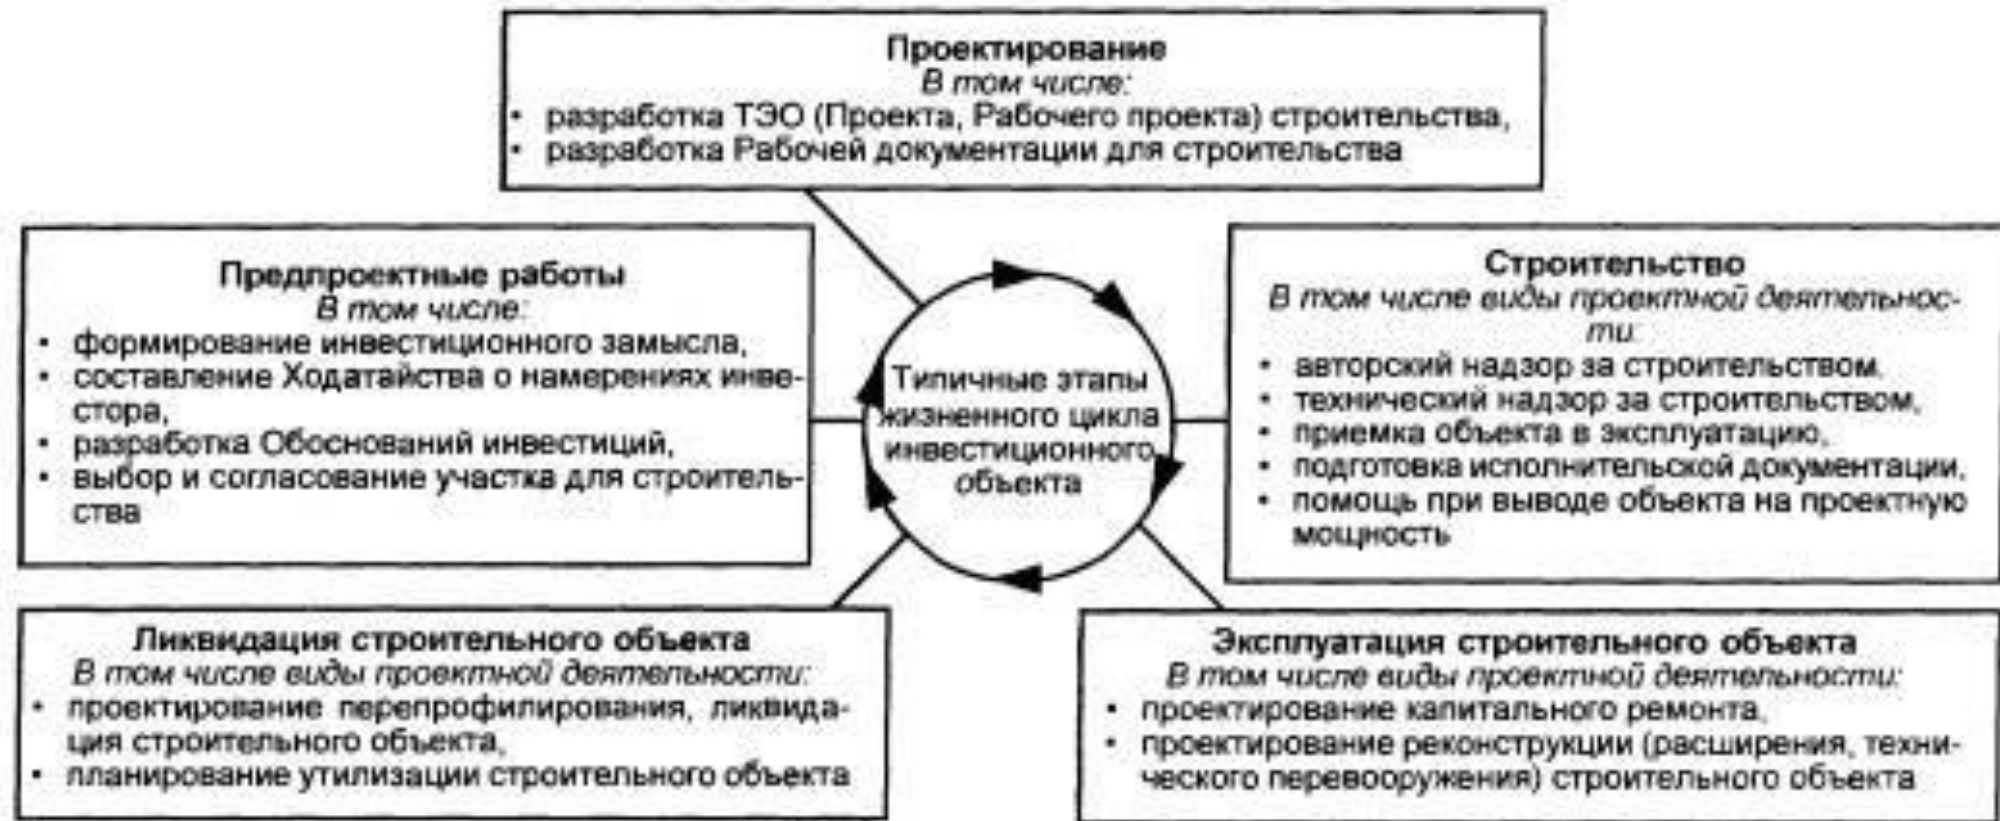 Проектирование
В том числе:
• разработка ТЭО (Проекта, Рабочего проекта) строительства,
• разработка Рабочей документации для строительства
Предпроектные работы
В том числе:
• формирование инвестиционного замысла,
• составление Ходатайства о намерениях инве-
стора,
• разработка Обоснований инвестиций,
• выбор и согласование участка для строитель-
ства
Типичные этапы
жизненного цикла
инвестиционного
объекта
Строительство
В том числе виды проектной деятельнос-
ти:
• авторский надзор за строительством,
• технический надзор за строительством,
• приемка объекта в эксплуатацию,
• подготовка исполнительской документации,
• помощь при выводе объекта на проектную
мощность
Ликвидация строительного объекта
В том числе виды проектной деятельности:
• проектирование перепрофилирования, ликвида-
ция строительного объекта,
• планирование утилизации строительного объекта
Эксплуатация строительного объекта
В том числе виды проектной деятельности:
• проектирование капитального ремонта,
• проектирование реконструкции (расширения, техни-
ческого перевооружения) строительного объекта